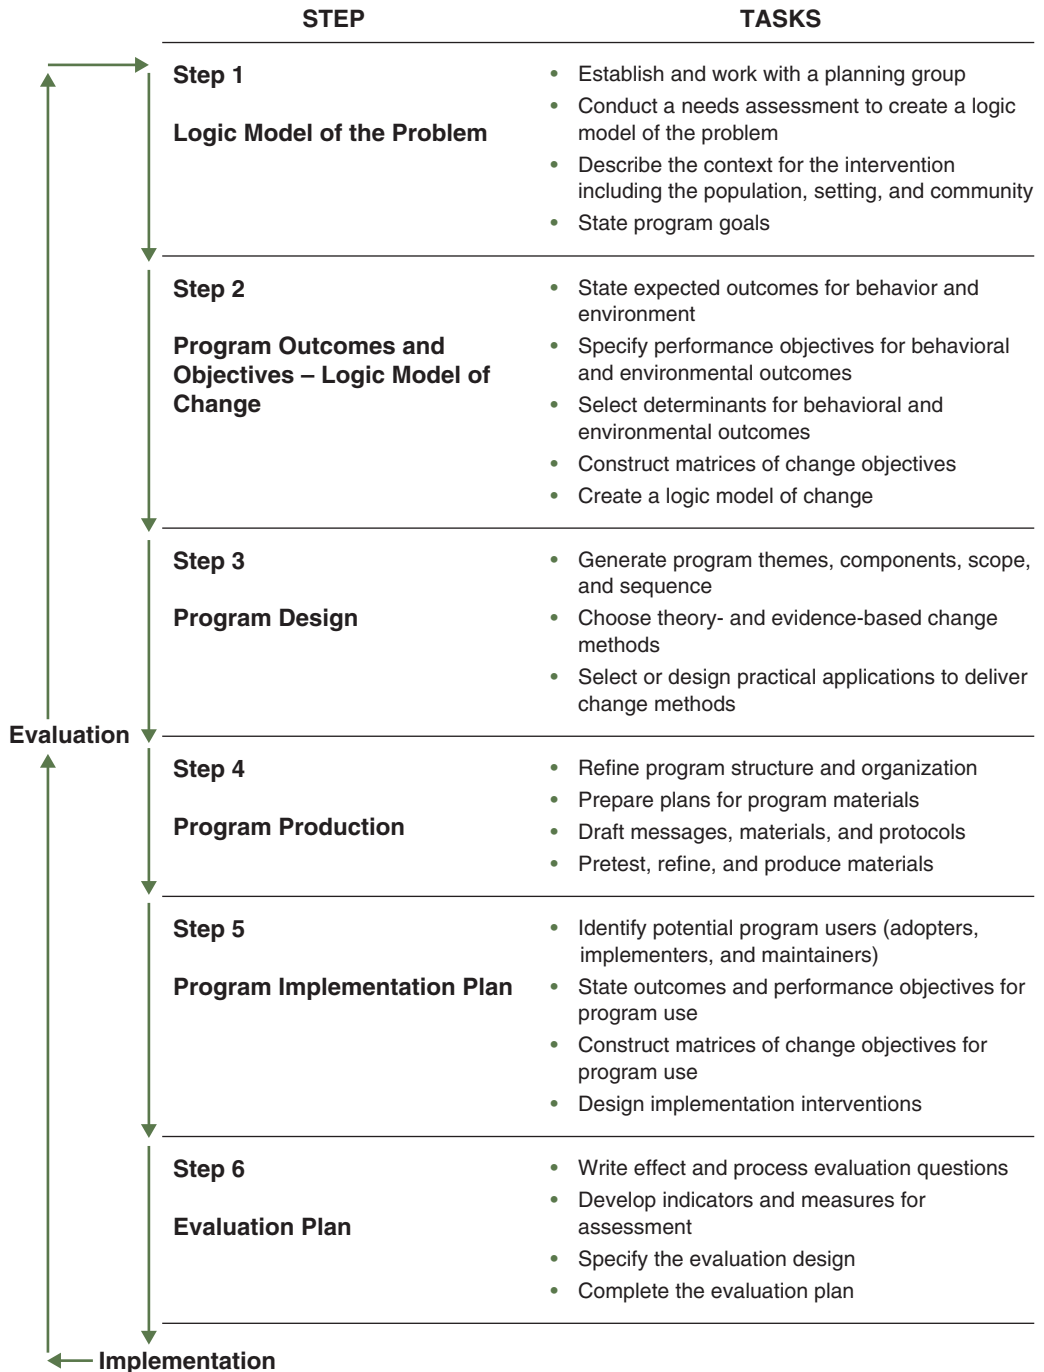 STEP TASKS
Step 1
Logic Model of the Problem
• Establish and work with a planning group
• Conduct a needs assessment to create a logic
model of the problem
• Describe the context for the intervention
including the population, setting, and community
• State program goals
Step 2
Program Outcomes and
Objectives – Logic Model of
Change
• State expected outcomes for behavior and
environment
• Specify performance objectives for behavioral
and environmental outcomes
• Select determinants for behavioral and
environmental outcomes
• Construct matrices of change objectives
• Create a logic model of change
Step 3
Program Design
• Generate program themes, components, scope,
and sequence
• Choose theory- and evidence-based change
methods
• Select or design practical applications to deliver
change methods
Evaluation
Step 4
Program Production
• Refine program structure and organization
• Prepare plans for program materials
• Draft messages, materials, and protocols
• Pretest, refine, and produce materials
Step 5
Program Implementation Plan
• Identify potential program users (adopters,
implementers, and maintainers)
• State outcomes and performance objectives for
program use
• Construct matrices of change objectives for
program use
• Design implementation interventions
Step 6
Evaluation Plan
• Write effect and process evaluation questions
• Develop indicators and measures for
assessment
• Specify the evaluation design
• Complete the evaluation plan
Implementation